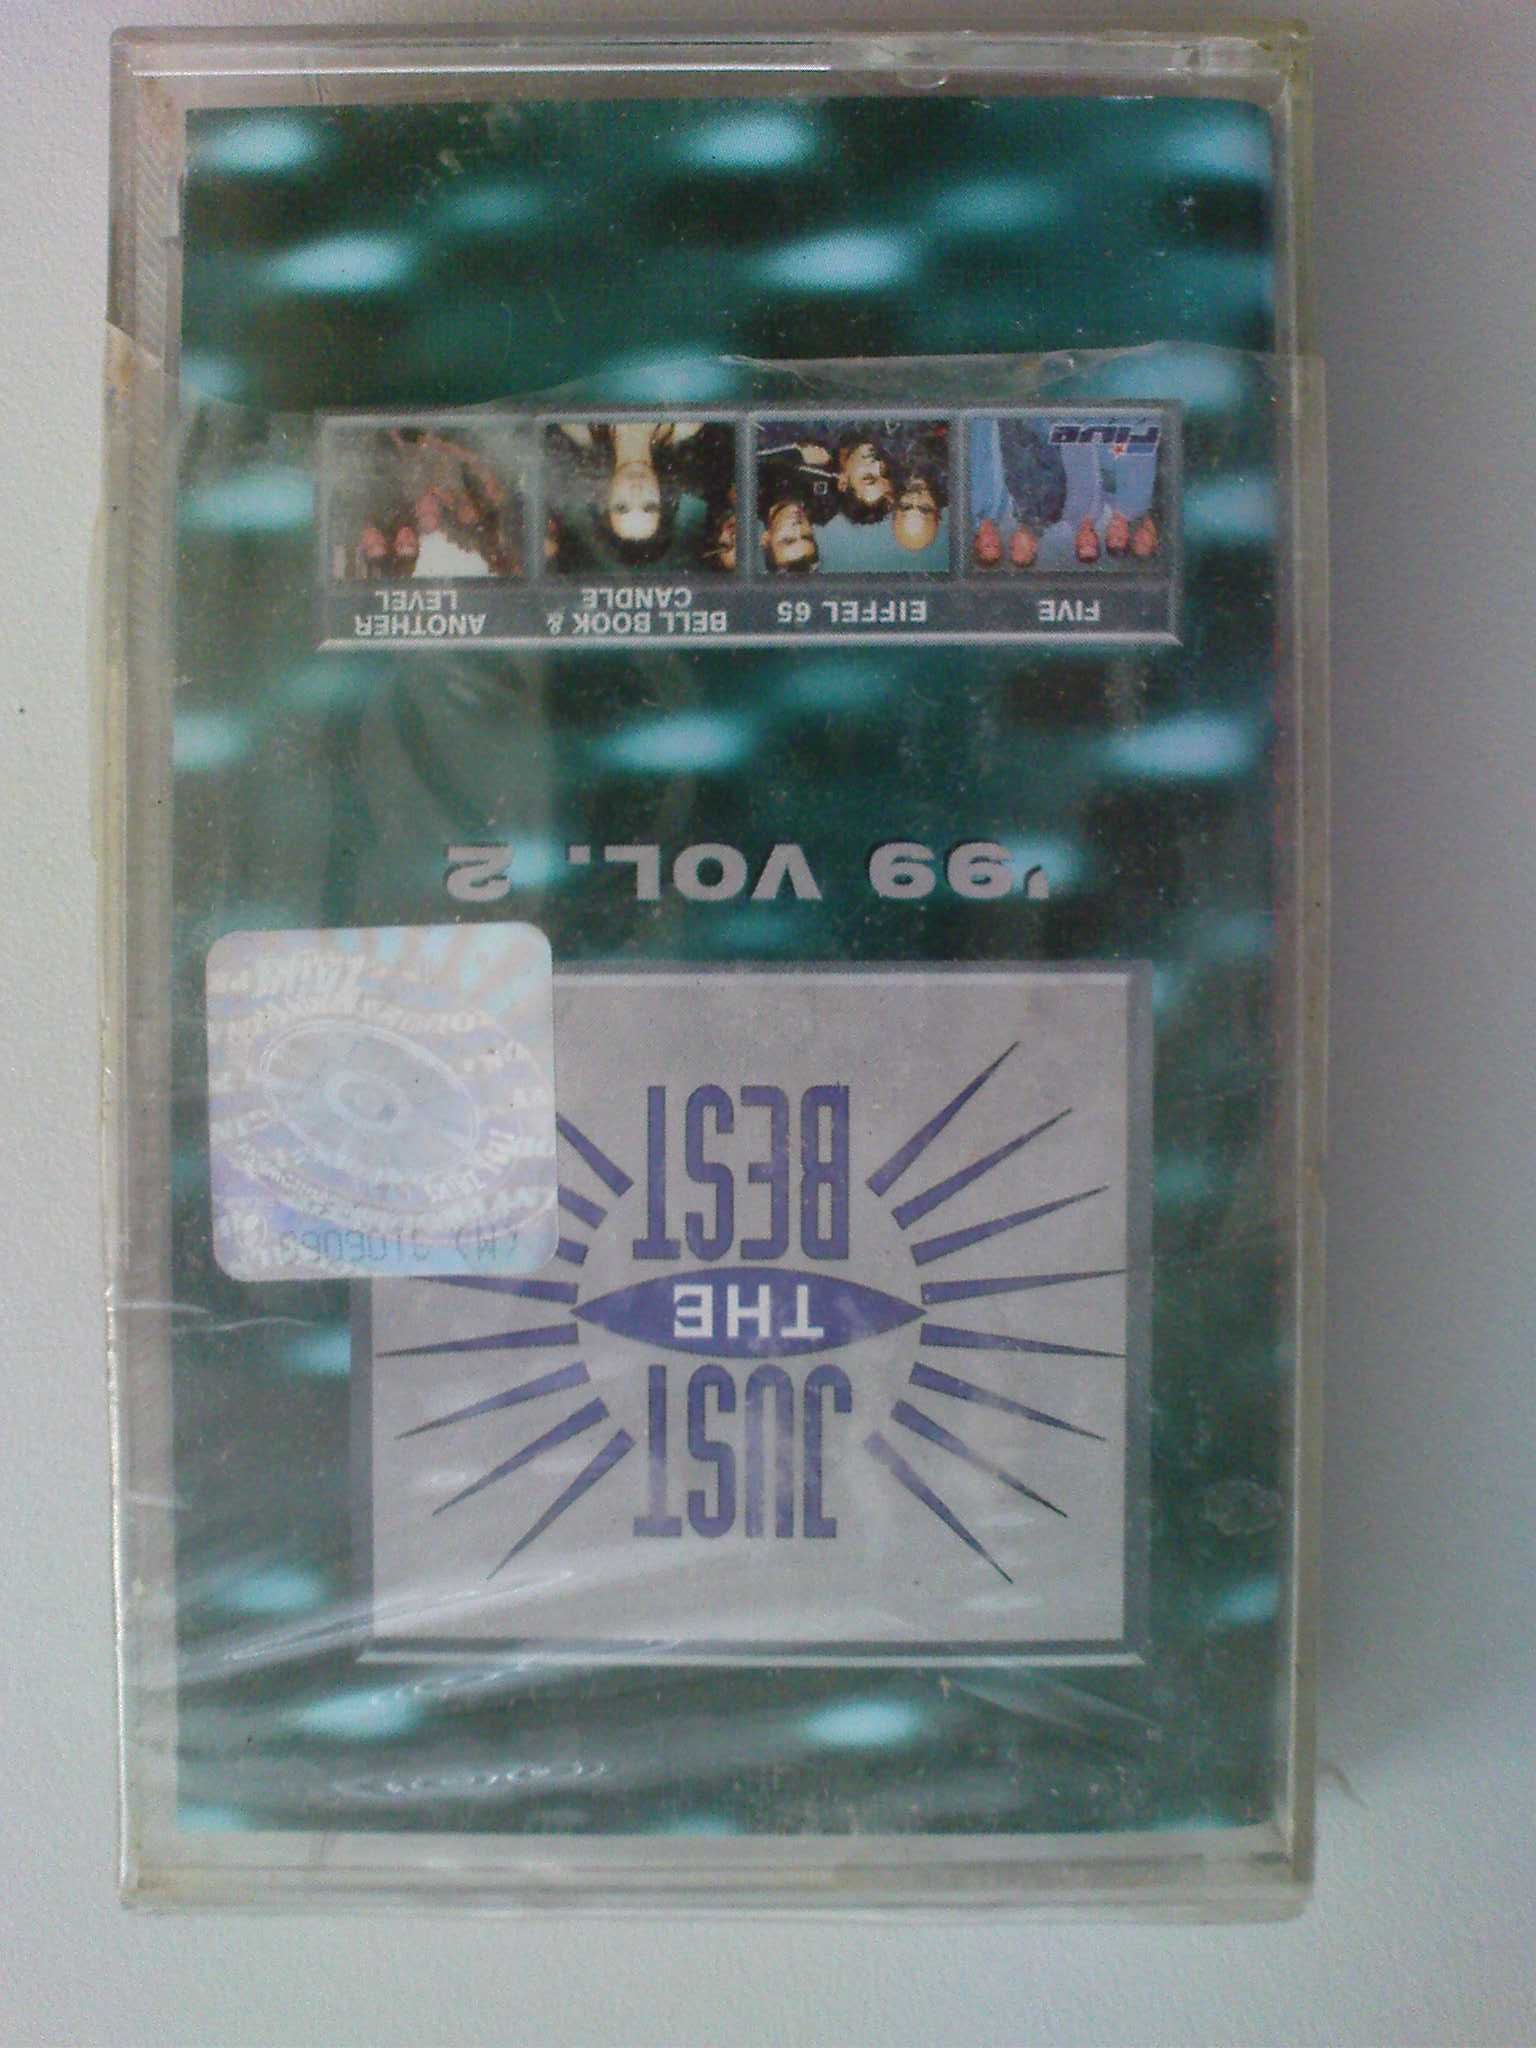 JUST
THE
BEST
'99 VOL. 2
FIVE
EIFFEL 65
BELL BOOK &
CANDLE
ANOTHER
LEVEL
Five